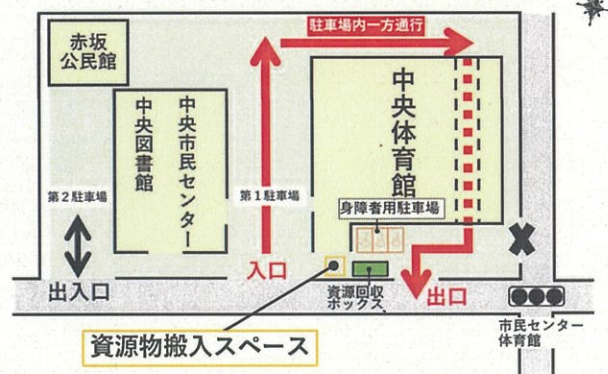 駐車場内一方通行
赤坂
公民館
中央体育館
中央市民センター
中央図書館
第2駐車場
第1駐車場
身障者用駐車場
入口
出入口
資源回収
ボックス
出口
市民センター
体育館
資源物搬入スペース